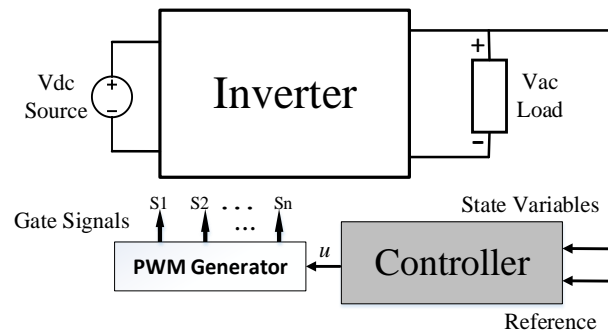 +
Vdc
Source
+
−
Inverter
+
−
Vac
Load
Gate Signals
S1 S2 . . . Sn
...
PWM Generator
u
Controller
State Variables
Reference